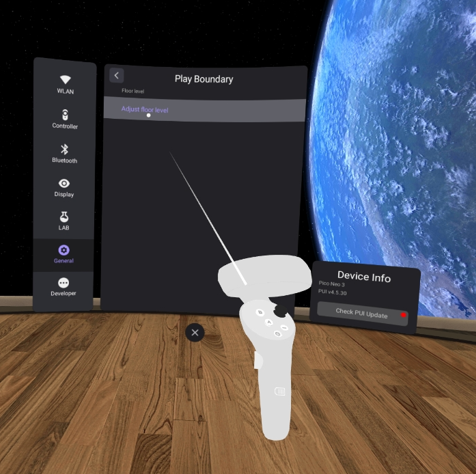 WLAN
Controller
Bluetooth
Display
LAB
General
Developer
Play Boundary
Floor level
Adjust floor level
Device Info
Pico Neo 3
PUI v4.5.30
Check PUI Update